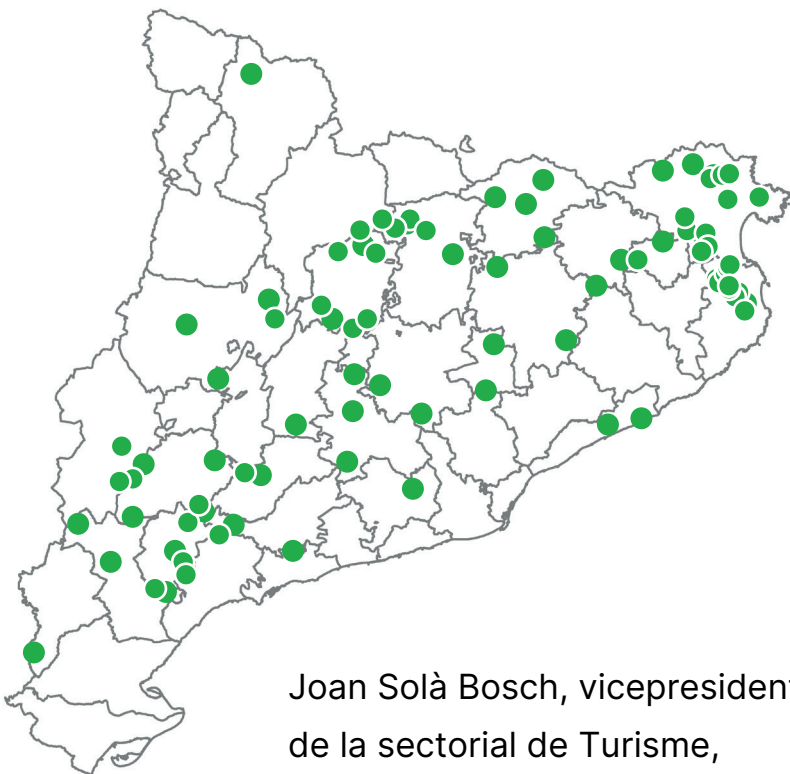 Joan Solà Bosch, vicepresident
de la sectorial de Turisme,